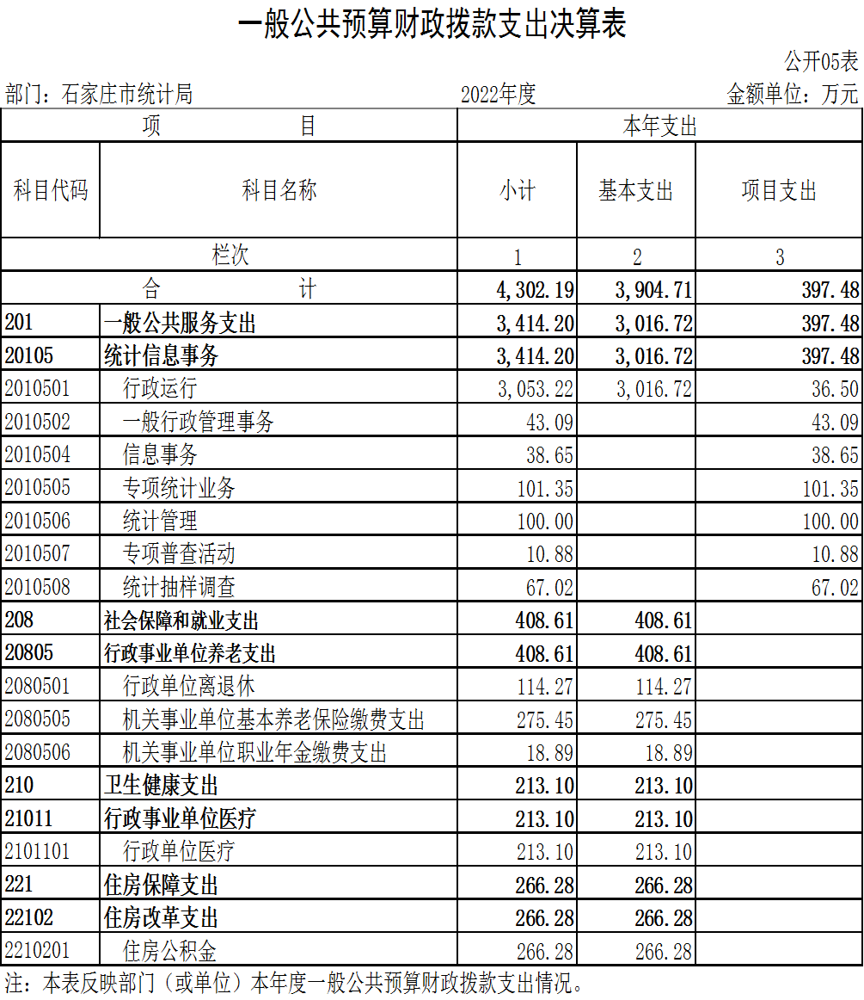 一般公共预算财政拨款支出决算表
公开05表
部门：石家庄市统计局 2022年度 金额单位：万元
项 目 本年支出
科目代码 科目名称 小计 基本支出 项目支出
栏次 1 2 3
合 计 4,302.19 3,904.71 397.48
201 一般公共服务支出 3,414.20 3,016.72 397.48
20105 统计信息事务 3,414.20 3,016.72 397.48
2010501 行政运行 3,053.22 3,016.72 36.50
2010502 一般行政管理事务 43.09 43.09
2010504 信息事务 38.65 38.65
2010505 专项统计业务 101.35 101.35
2010506 统计管理 100.00 100.00
2010507 专项普查活动 10.88 10.88
2010508 统计抽样调查 67.02 67.02
208 社会保障和就业支出 408.61 408.61
20805 行政事业单位养老支出 408.61 408.61
2080501 行政单位离退休 114.27 114.27
2080505 机关事业单位基本养老保险缴费支出 275.45 275.45
2080506 机关事业单位职业年金缴费支出 18.89 18.89
210 卫生健康支出 213.10 213.10
21011 行政事业单位医疗 213.10 213.10
2101101 行政单位医疗 213.10 213.10
221 住房保障支出 266.28 266.28
22102 住房改革支出 266.28 266.28
2210201 住房公积金 266.28 266.28
注：本表反映部门（或单位）本年度一般公共预算财政拨款支出情况。